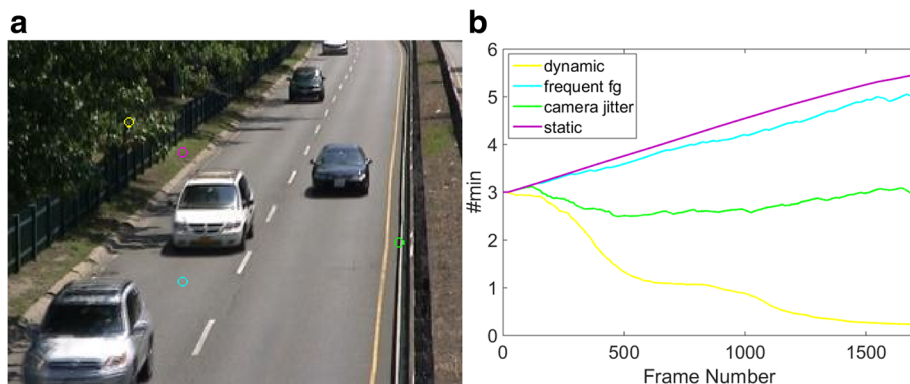 a
b
#min
6
5
4
3
2
1
0
dynamic
frequent fg
camera jitter
static
0
500
1000
1500
Frame Number